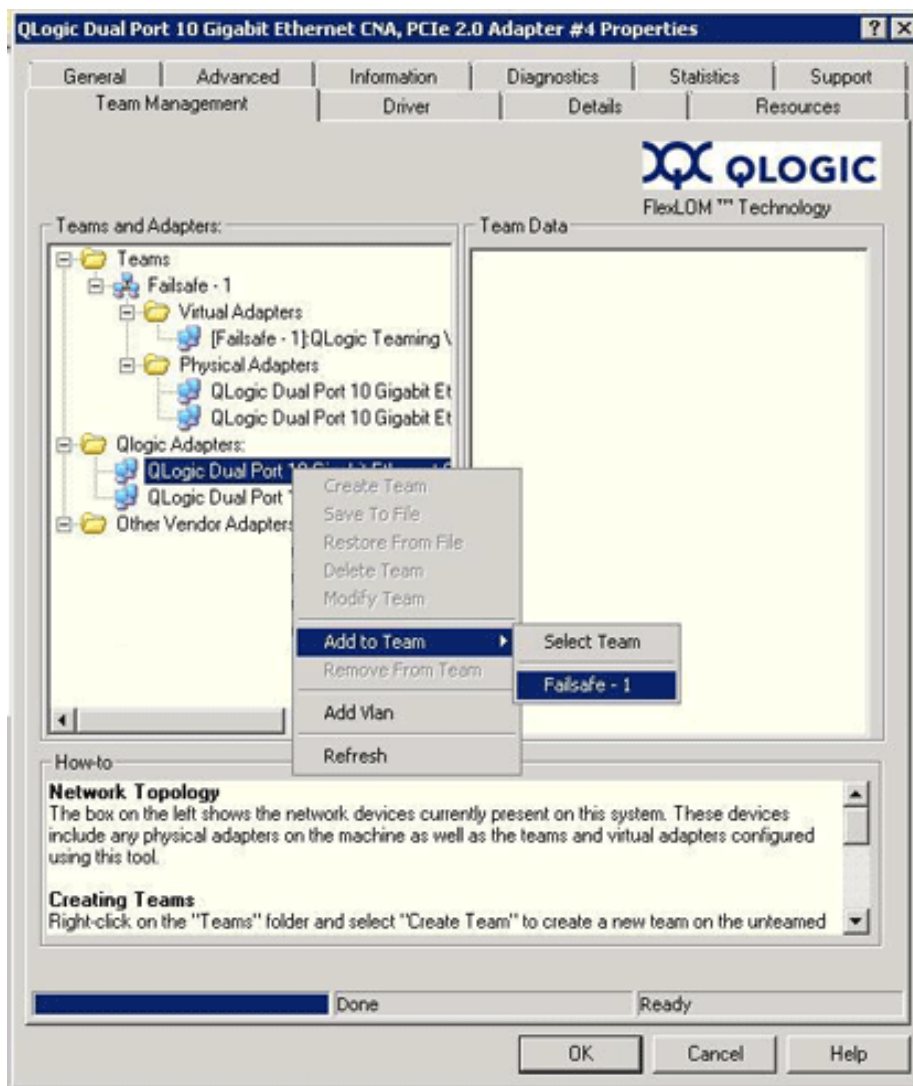 QLogic Dual Port 10 Gigabit Ethernet CNA, PCIe 2.0 Adapter #4 Properties
General
Advanced
Information
Diagnostics
Statistics
Support
Team Management
Driver
Details
Resources
QLOGIC
FlexLOM ™ Technology
Teams and Adapters:
Team Data
Teams
Failsafe - 1
Virtual Adapters
[Failsafe - 1]:QLogic Teaming \
Physical Adapters
QLogic Dual Port 10 Gigabit Et
QLogic Dual Port 10 Gigabit Et
Qlogic Adapters:
QLogic Dual Port
QLogic Dual Port 1
Other Vendor Adapters
Create Team
Save To File
Restore From File
Delete Team
Modify Team
Add to Team
Select Team
Remove From Team
Failsafe - 1
Add Vlan
Refresh
How-to
Network Topology
The box on the left shows the network devices currently present on this system. These devices
include any physical adapters on the machine as well as the teams and virtual adapters configured
using this tool.
Creating Teams
Right-click on the "Teams" folder and select "Create Team" to create a new team on the unteamed
Done
Ready
OK
Cancel
Help